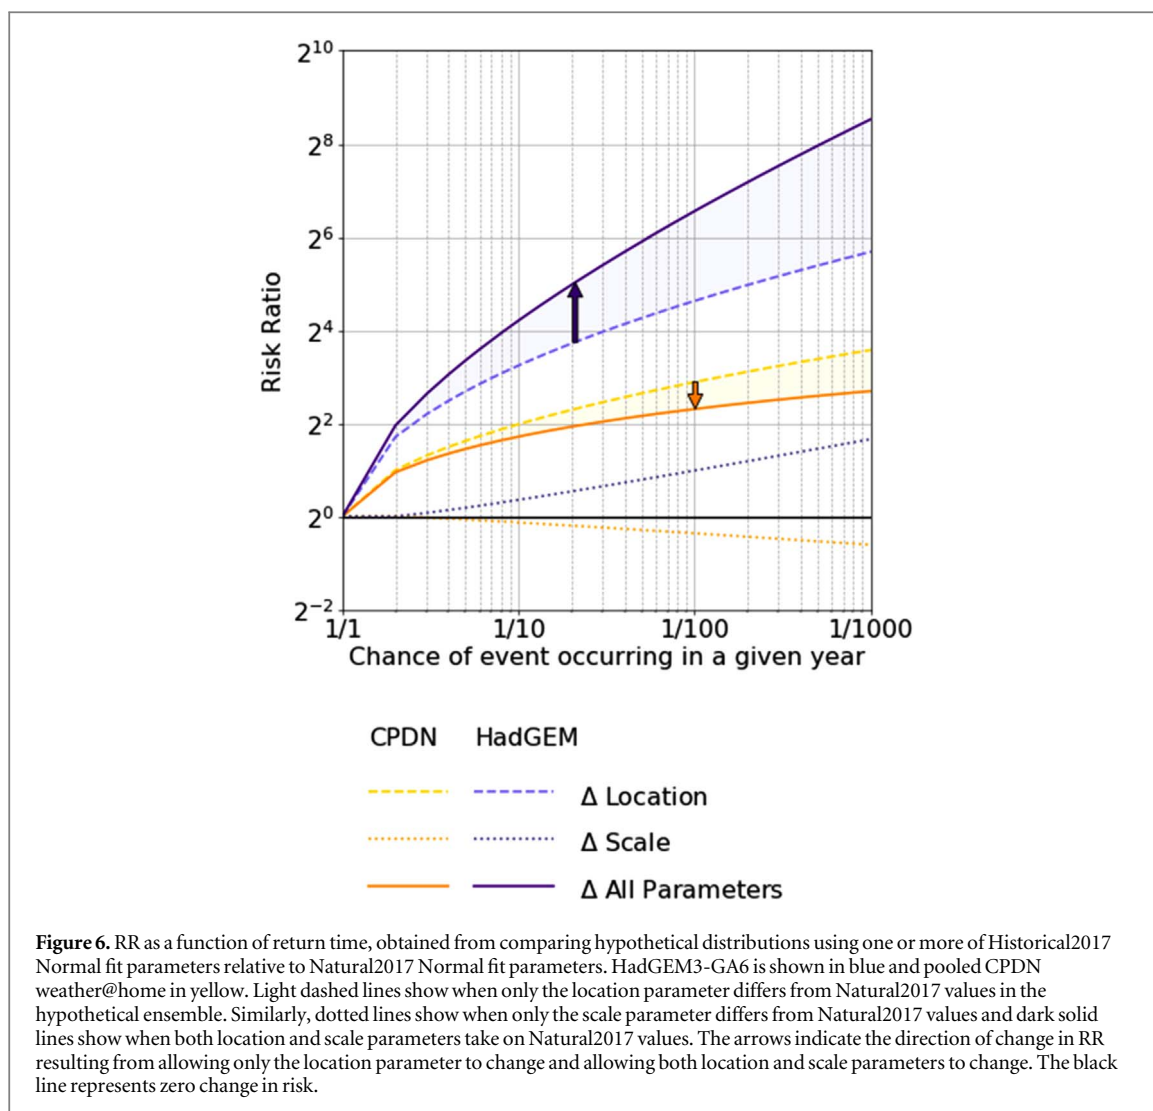 2^10
2^8
2^6
2^4
2^2
2^0
2^−2
Risk Ratio
1/1 1/10 1/100 1/1000
Chance of event occurring in a given year
CPDN HadGEM
Δ Location
Δ Scale
Δ All Parameters
Figure 6. RR as a function of return time, obtained from comparing hypothetical distributions using one or more of Historical2017
Normal fit parameters relative to Natural2017 Normal fit parameters. HadGEM3-GA6 is shown in blue and pooled CPDN
weather@home in yellow. Light dashed lines show when only the location parameter differs from Natural2017 values in the
hypothetical ensemble. Similarly, dotted lines show when only the scale parameter differs from Natural2017 values and dark solid
lines show when both location and scale parameters take on Natural2017 values. The arrows indicate the direction of change in RR
resulting from allowing only the location parameter to change and allowing both location and scale parameters to change. The black
line represents zero change in risk.